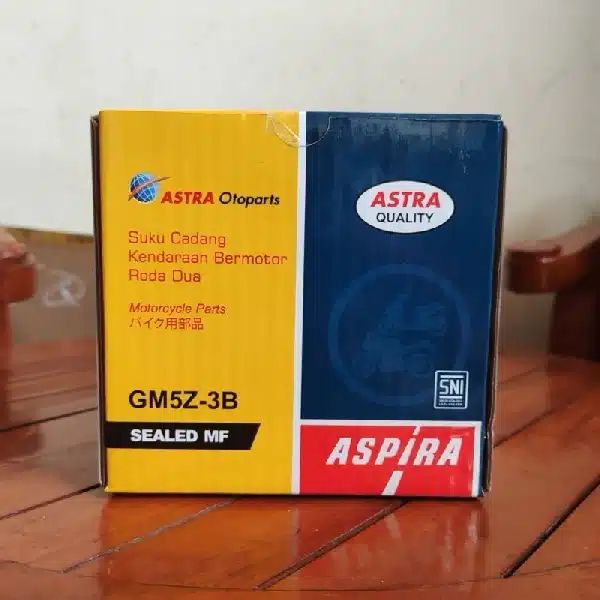 ASTRA Otoparts
Suku Cadang
Kendaraan Bermotor
Roda Dua
Motorcycle Parts
バイク用部品
GM5Z-3B
SEALED MF
ASTRA
QUALITY
SNI
ASPIRA